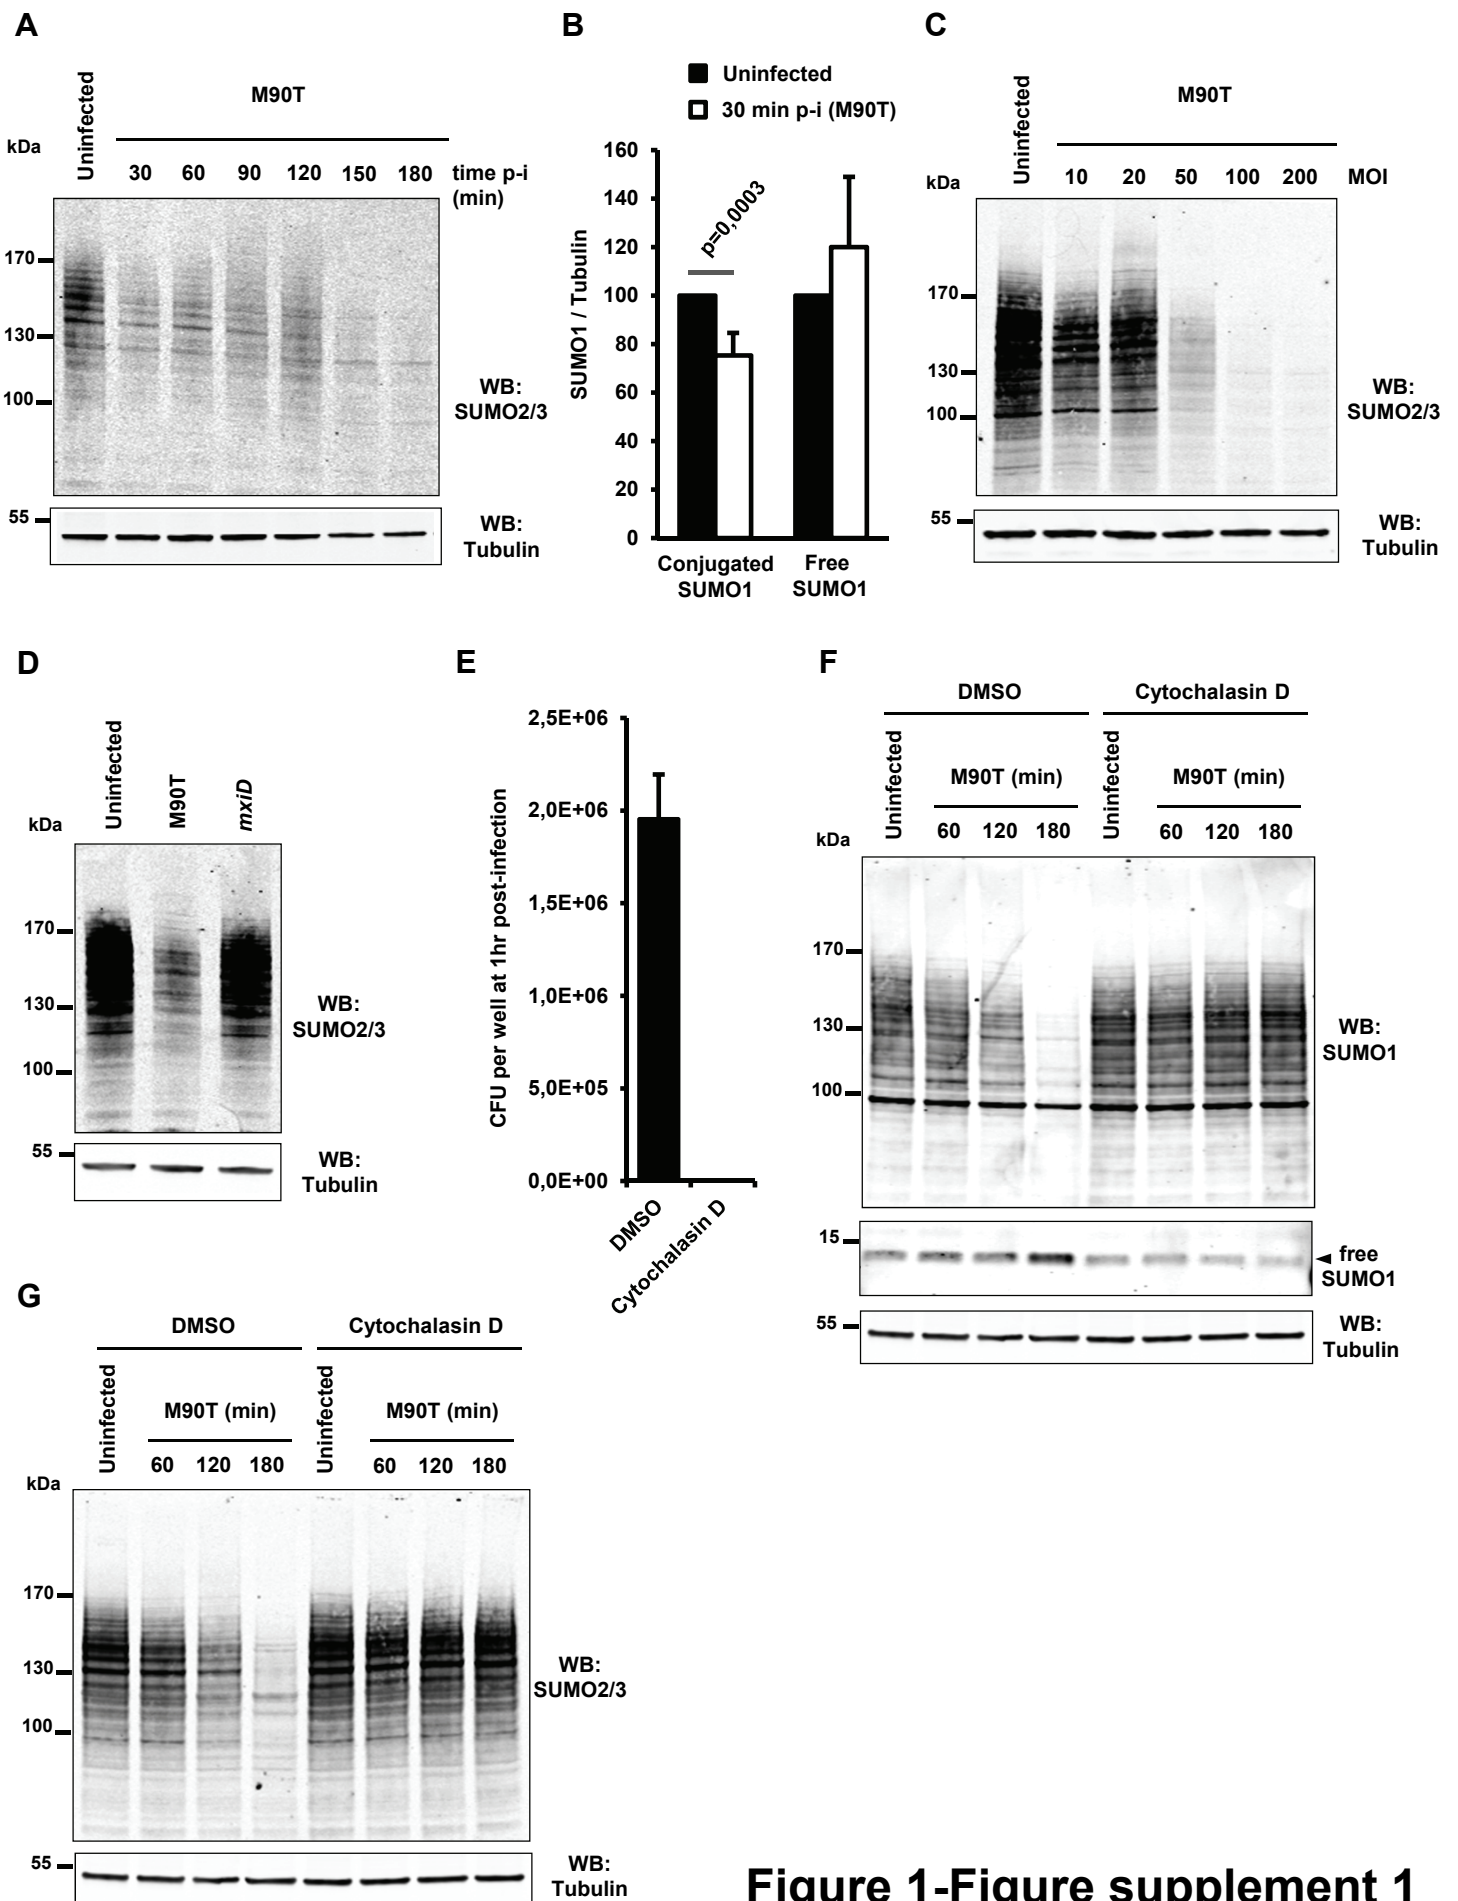 A
Uninfected
M90T
kDa
30 60 90 120 150 180 time p-i
(min)
170
130
100
WB:
SUMO2/3
55
WB:
Tubulin
B
Uninfected
30 min p-i (M90T)
SUMO1 / Tubulin
160
140
120
100
80
60
40
20
0
p=0,0003
Conjugated
SUMO1
Free
SUMO1
C
Uninfected
M90T
kDa
10 20 50 100 200 MOI
170
130
100
WB:
SUMO2/3
55
WB:
Tubulin
D
Uninfected
M90T
mxiD
kDa
170
130
100
WB:
SUMO2/3
55
WB:
Tubulin
E
CFU per well at 1hr post-infection
2,5E+06
2,0E+06
1,5E+06
1,0E+06
5,0E+05
0,0E+00
DMSO
Cytochalasin D
F
DMSO
Cytochalasin D
Uninfected
M90T (min)
Uninfected
M90T (min)
60 120 180
60 120 180
kDa
170
130
100
WB:
SUMO1
15
free
SUMO1
55
WB:
Tubulin
G
DMSO
Cytochalasin D
Uninfected
M90T (min)
Uninfected
M90T (min)
60 120 180
60 120 180
kDa
170
130
100
WB:
SUMO2/3
55
WB:
Tubulin
Figure 1-Figure supplement 1